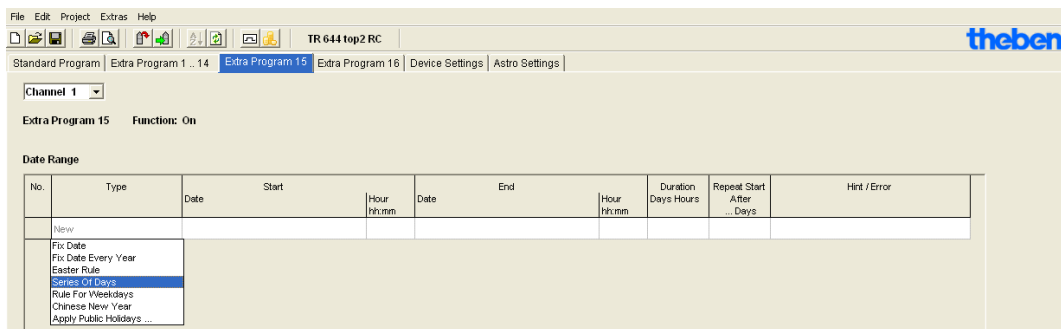 File Edit Project Extras Help
TR 644 top2 RC
theben
Standard Program Extra Program 1 .. 14 Extra Program 15 Extra Program 16 Device Settings Astro Settings
Channel 1
Extra Program 15 Function: On
Date Range
No. Type Start End Duration Repeat Start Hint / Error
Date Hour Date Hour Days Hours After
hh:mm hh:mm ... Days
New
Fix Date
Fix Date Every Year
Easter Rule
Series Of Days
Rule For Weekdays
Chinese New Year
Apply Public Holidays ...